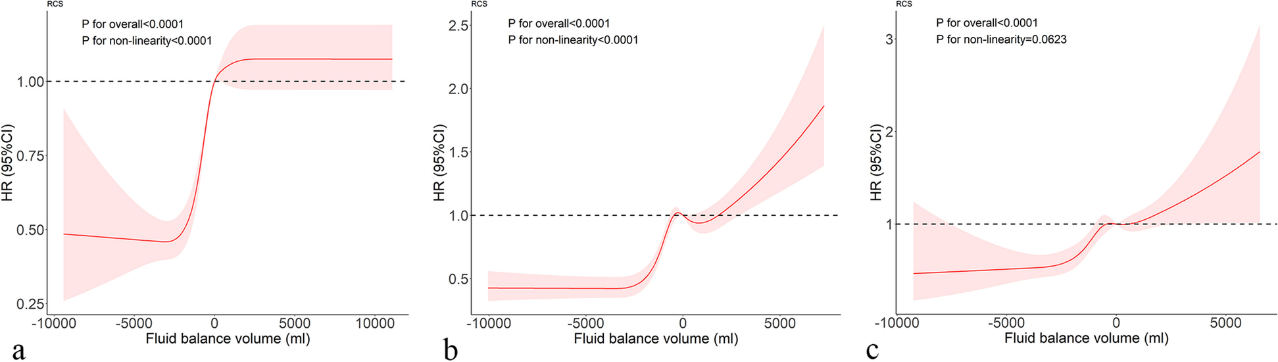 RCS
P for overall<0.0001
P for non-linearity<0.0001
1.00
0.75
0.50
0.25
HR (95%CI)
-10000 -5000 0 5000 10000
Fluid balance volume (ml)
a
RCS
P for overall<0.0001
P for non-linearity<0.0001
2.5
2.0
1.5
1.0
0.5
HR (95%CI)
-10000 -5000 0 5000
Fluid balance volume (ml)
b
RCS
P for overall<0.0001
P for non-linearity=0.0623
3
2
1
HR (95%CI)
-10000 -5000 0 5000
Fluid balance volume (ml)
c